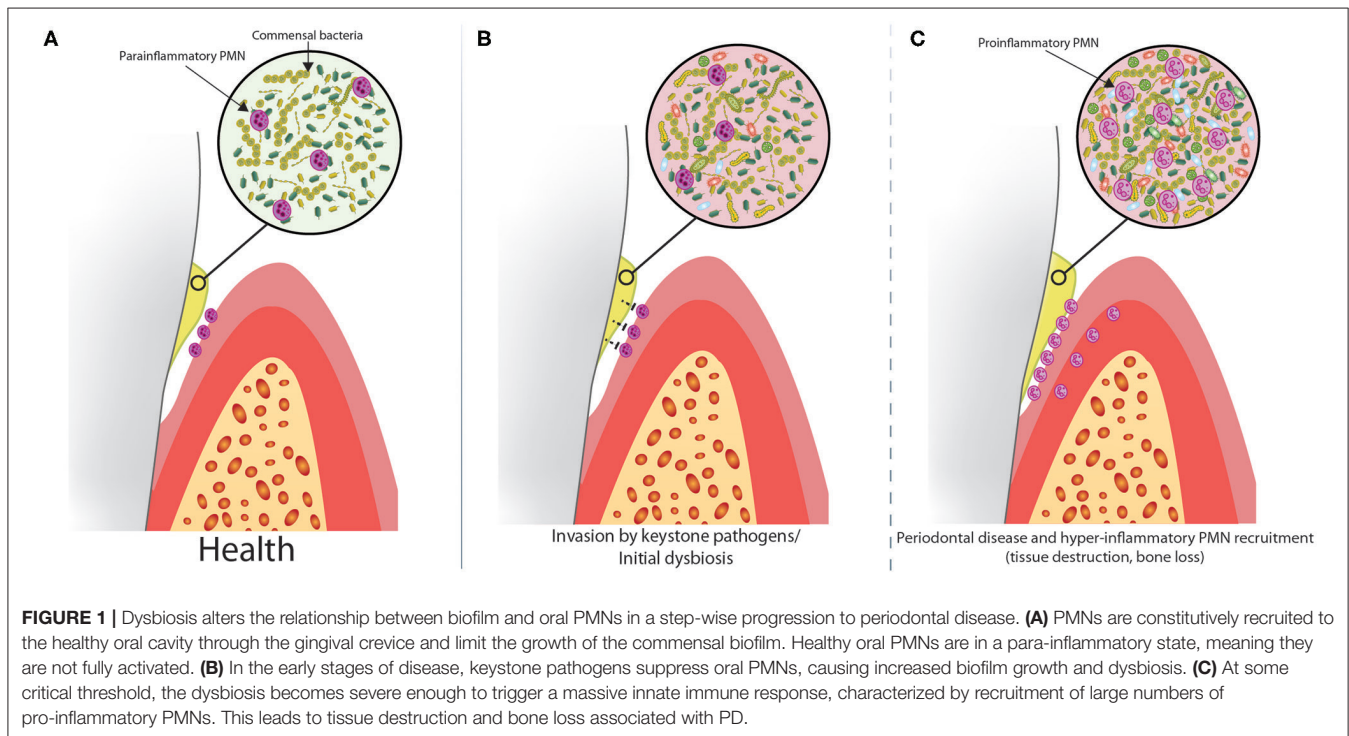 A
Commensal bacteria
Parainflammatory PMN
Health
B
Invasion by keystone pathogens/
Initial dysbiosis
C
Proinflammatory PMN
Periodontal disease and hyper-inflammatory PMN recruitment
(tissue destruction, bone loss)
FIGURE 1 | Dysbiosis alters the relationship between biofilm and oral PMNs in a step-wise progression to periodontal disease. (A) PMNs are constitutively recruited to
the healthy oral cavity through the gingival crevice and limit the growth of the commensal biofilm. Healthy oral PMNs are in a para-inflammatory state, meaning they
are not fully activated. (B) In the early stages of disease, keystone pathogens suppress oral PMNs, causing increased biofilm growth and dysbiosis. (C) At some
critical threshold, the dysbiosis becomes severe enough to trigger a massive innate immune response, characterized by recruitment of large numbers of
pro-inflammatory PMNs. This leads to tissue destruction and bone loss associated with PD.